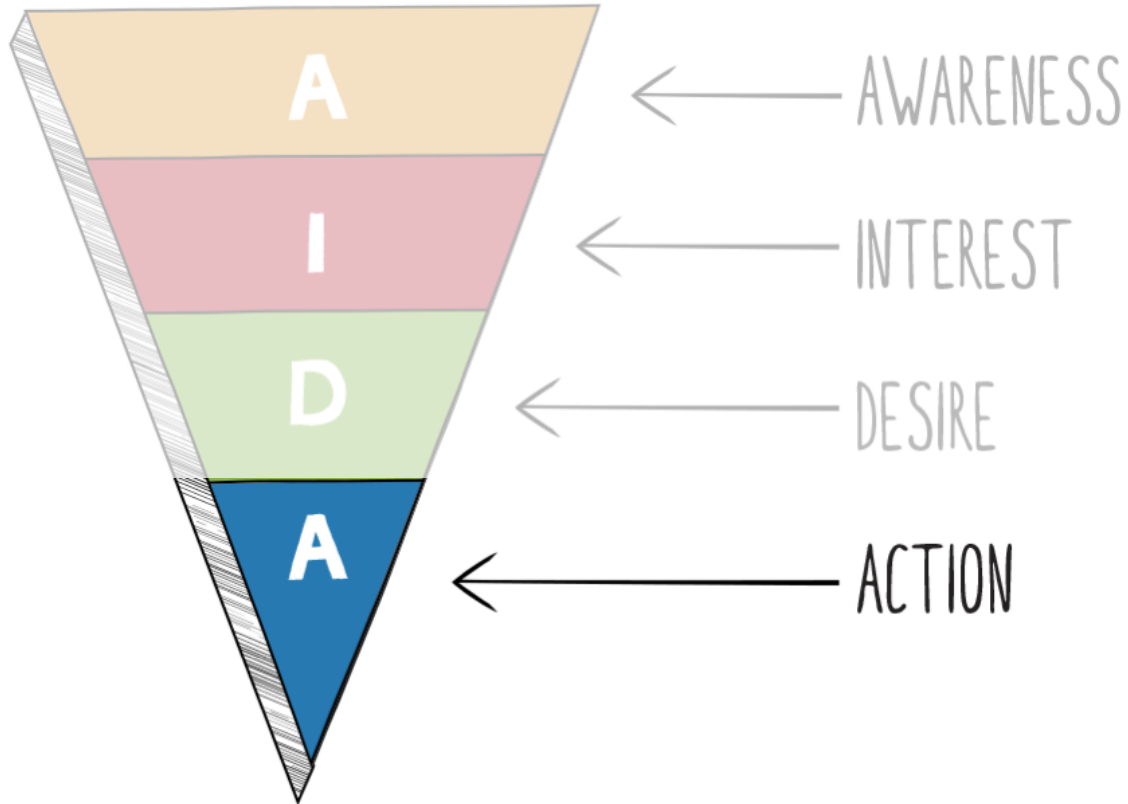 A
AWARENESS
I
INTEREST
D
DESIRE
A
ACTION